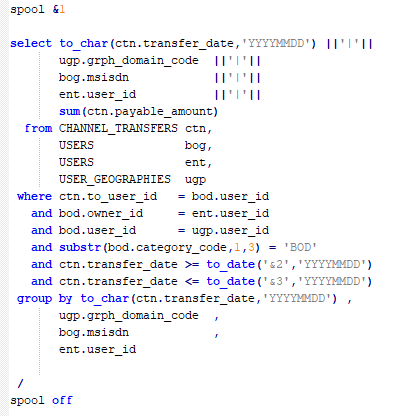 spool &1
select to_char(ctn.transfer_date,'YYYYMMDD') ||'|'||
ugp.grph_domain_code ||'|'||
bog.msisdn ||'|'||
ent.user_id ||'|'||
sum(ctn.payable_amount)
from CHANNEL_TRANSFERS ctn,
USERS bog,
USERS ent,
USER_GEOGRAPHIES ugp
where ctn.to_user_id = bod.user_id
and bod.owner_id = ent.user_id
and bod.user_id = ugp.user_id
and substr(bod.category_code,1,3) = 'BOD'
and ctn.transfer_date >= to_date('&2','YYYYMMDD')
and ctn.transfer_date <= to_date('&3','YYYYMMDD')
group by to_char(ctn.transfer_date,'YYYYMMDD') ,
ugp.grph_domain_code ,
bog.msisdn ,
ent.user_id
/
spool off